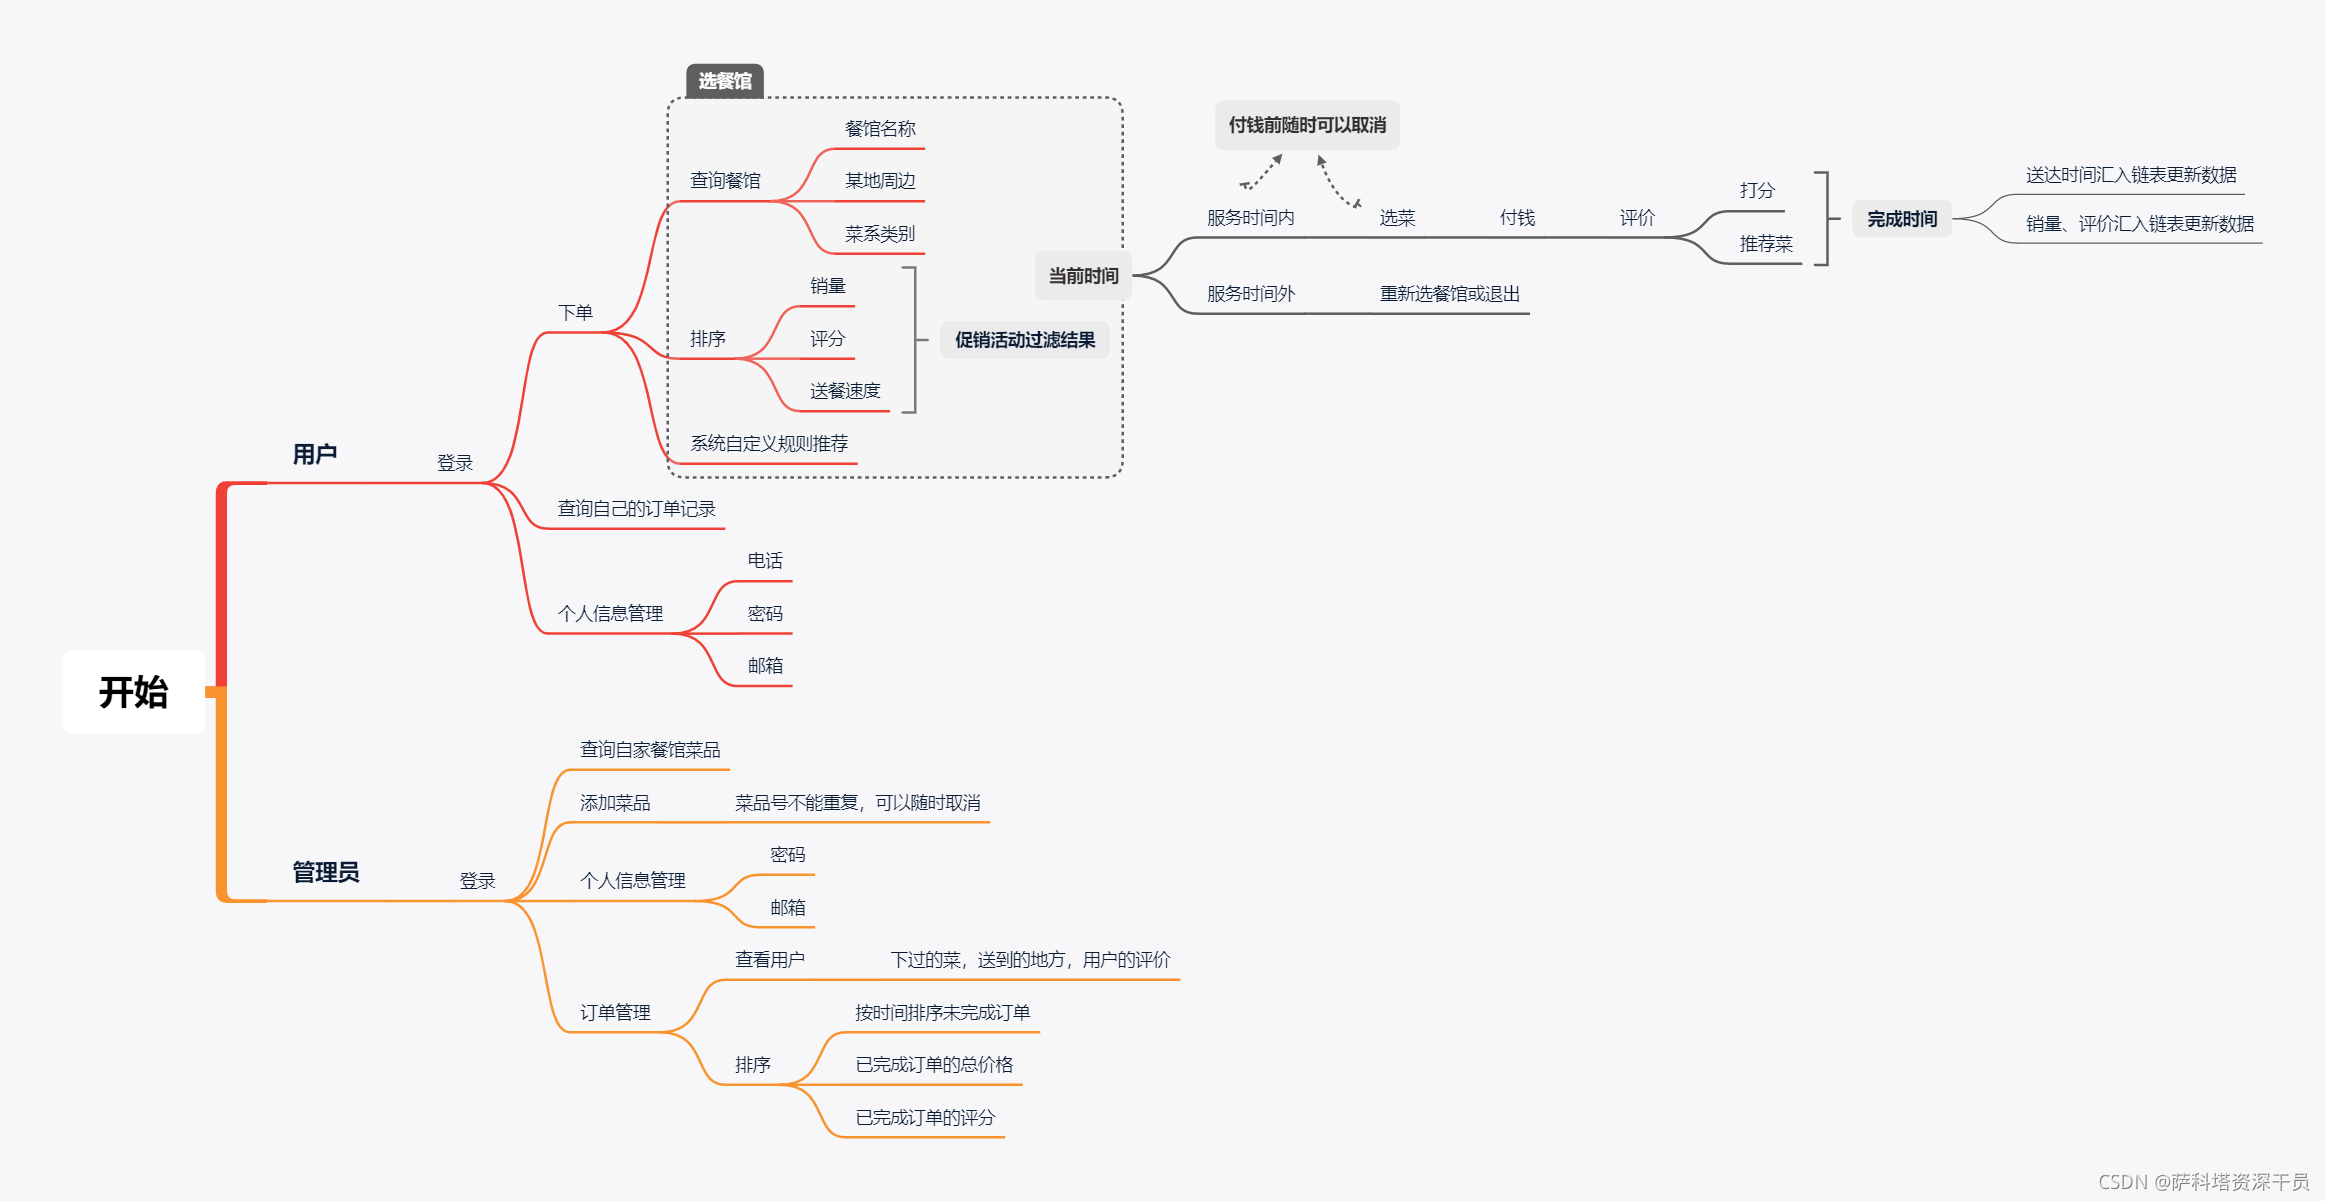 选餐馆
餐馆名称
查询餐馆
某地周边
菜系类别
下单
销量
排序
评分
送餐速度
促销活动过滤结果
系统自定义规则推荐
当前时间
付钱前随时可以取消
服务时间内
选菜
付钱
评价
打分
推荐菜
完成时间
送达时间汇入链表更新数据
销量、评价汇入链表更新数据
服务时间外
重新选餐馆或退出
用户
登录
查询自己的订单记录
电话
个人信息管理
密码
邮箱
开始
查询自家餐馆菜品
添加菜品
菜品号不能重复，可以随时取消
管理员
登录
个人信息管理
密码
邮箱
查看用户
下过的菜，送到的地方，用户的评价
订单管理
按时间排序未完成订单
排序
已完成订单的总价格
已完成订单的评分
CSDN @萨科塔资深干员